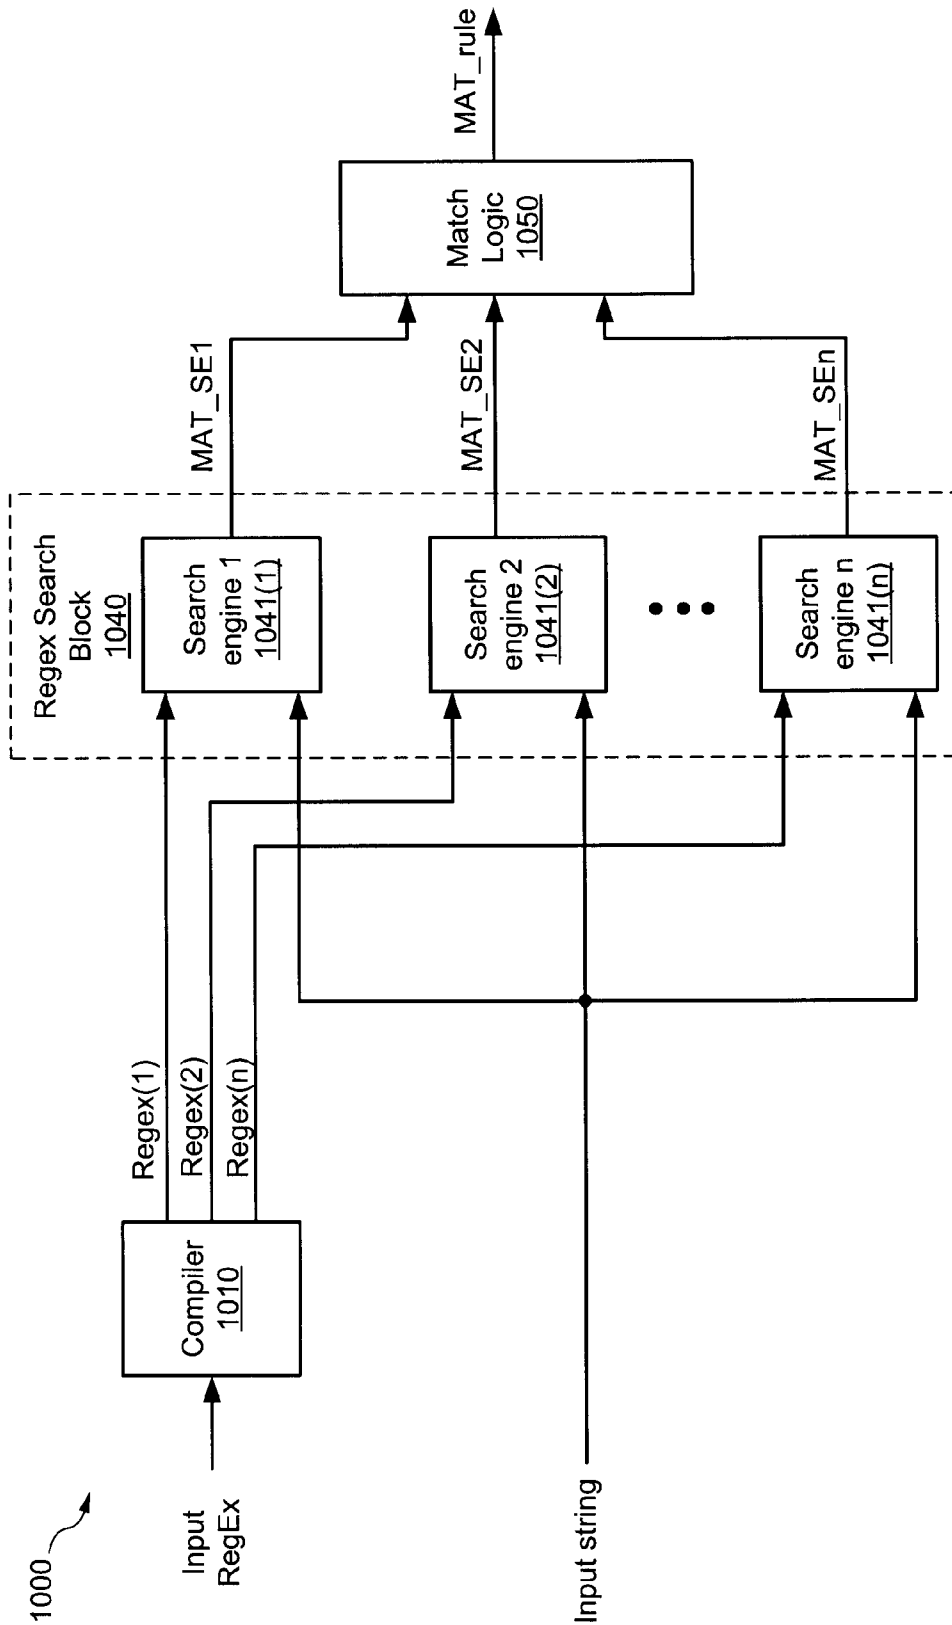 1000
Input
RegEx
Compiler
1010
Regex(1)
Regex(2)
Regex(n)
Input string
Regex Search
Block
1040
Search
engine 1
1041(1)
Search
engine 2
1041(2)
Search
engine n
1041(n)
MAT_SE1
MAT_SE2
MAT_SEn
Match
Logic
1050
MAT_rule